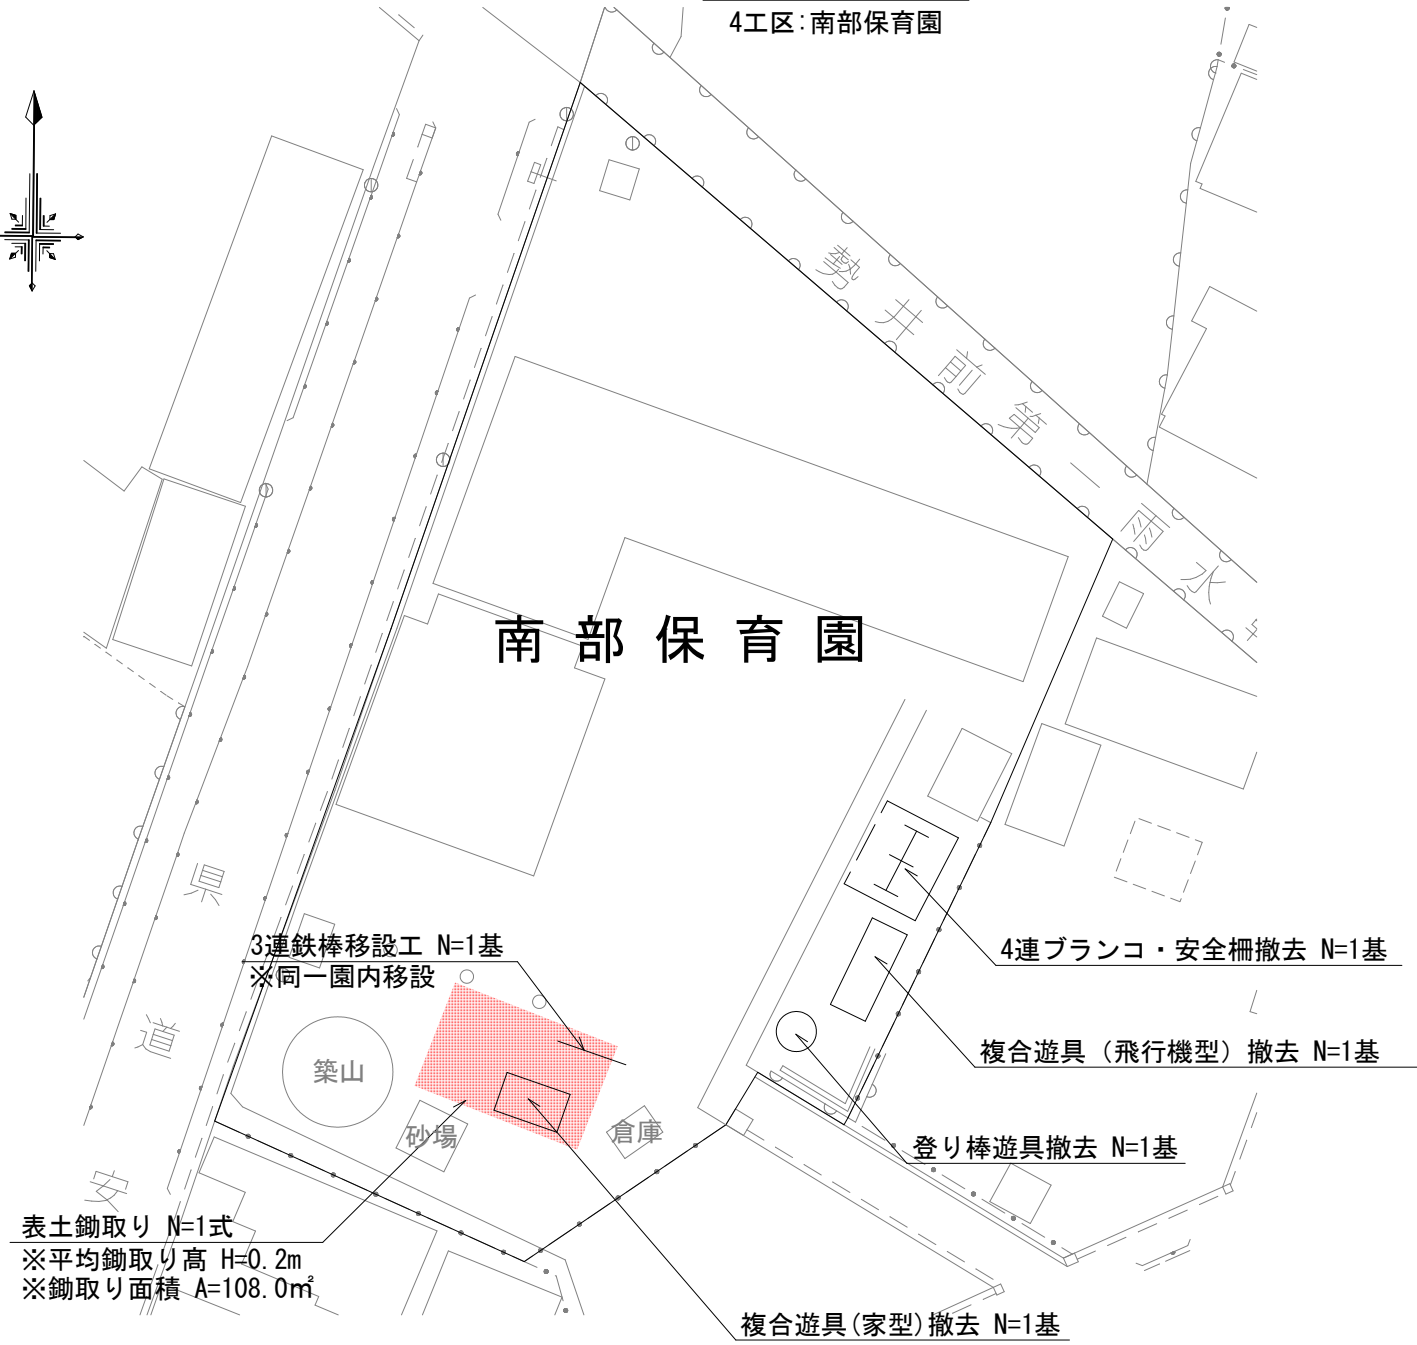 4工区:南部保育園
勢井前第一雨水
南部保育園
県道
安
3連鉄棒移設工 N=1基
※同一園内移設
4連ブランコ・安全柵撤去 N=1基
複合遊具(飛行機型)撤去 N=1基
築山
砂場
倉庫
登り棒遊具撤去 N=1基
表土鋤取り N=1式
※平均鋤取り高 H=0.2m
※鋤取り面積 A=108.0㎡
複合遊具(家型)撤去 N=1基